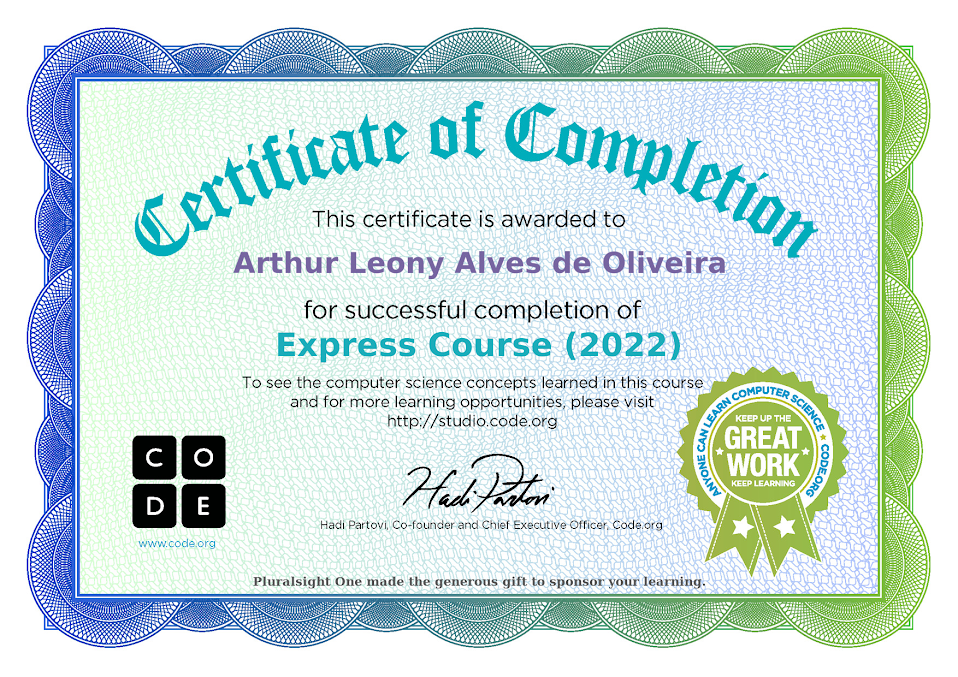 Certificate of Completion
This certificate is awarded to
Arthur Leony Alves de Oliveira
for successful completion of
Express Course (2022)
To see the computer science concepts learned in this course
and for more learning opportunities, please visit
http://studio.code.org
C O
D E
www.code.org
Hadi Partovi
Hadi Partovi, Co-founder and Chief Executive Officer, Code.org
ANYONE CAN LEARN COMPUTER SCIENCE ★ CODE.ORG
KEEP UP THE
GREAT
WORK
KEEP LEARNING
Pluralsight One made the generous gift to sponsor your learning.